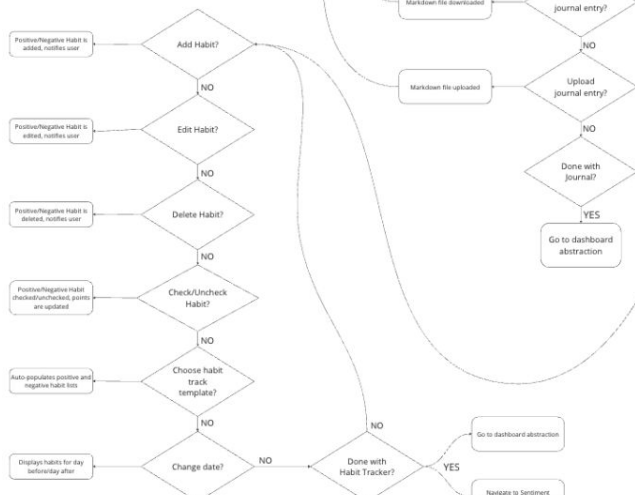 Markdown file downloaded
journal entry?
Positive/Negative Habit is
added, notifies user
Add Habit?
NO
NO
Markdown file uploaded
Upload
journal entry?
Positive/Negative Habit is
edited, notifies user
Edit Habit?
NO
NO
Done with
Journal?
Positive/Negative Habit is
deleted, notifies user
Delete Habit?
YES
Go to dashboard
abstraction
NO
Positive/Negative Habit
checked/unchecked, points
are updated
Check/Uncheck
Habit?
NO
Auto-populates positive and
negative habit lists
Choose habit
track
template?
NO
NO
Go to dashboard abstraction
Displays habits for day
before/day after
Change date?
NO
Done with
Habit Tracker?
YES
Navigate to Sentiment